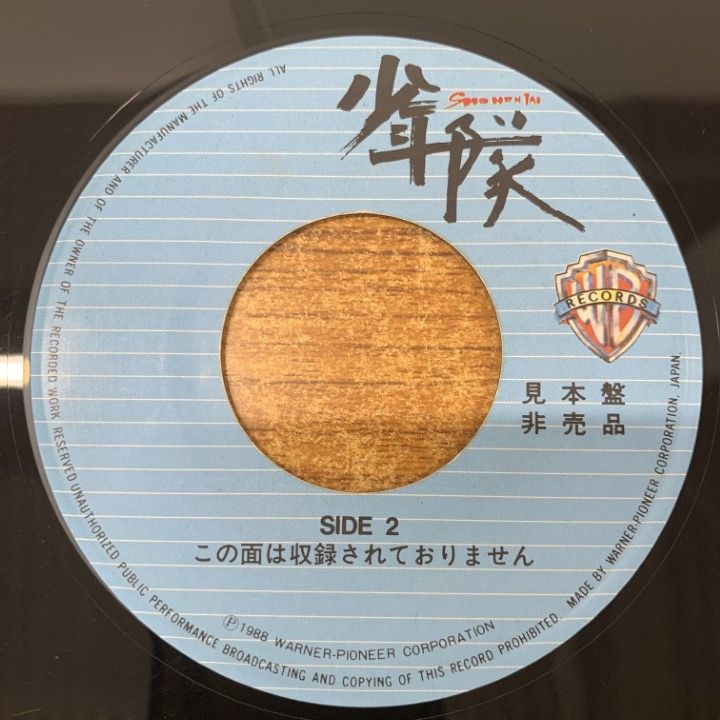 少年隊
SHONENTAI
WB
RECORDS
見本盤
非売品
SIDE 2
この面は収録されておりません
Ⓟ1988 WARNER-PIONEER CORPORATION
ALL RIGHTS OF THE MANUFACTURER AND OF THE OWNER OF THE RECORDED WORK RESERVED UNAUTHORIZED PUBLIC PERFORMANCE BROADCASTING AND COPYING OF THIS RECORD PROHIBITED. MADE BY WARNER-PIONEER CORPORATION, JAPAN.